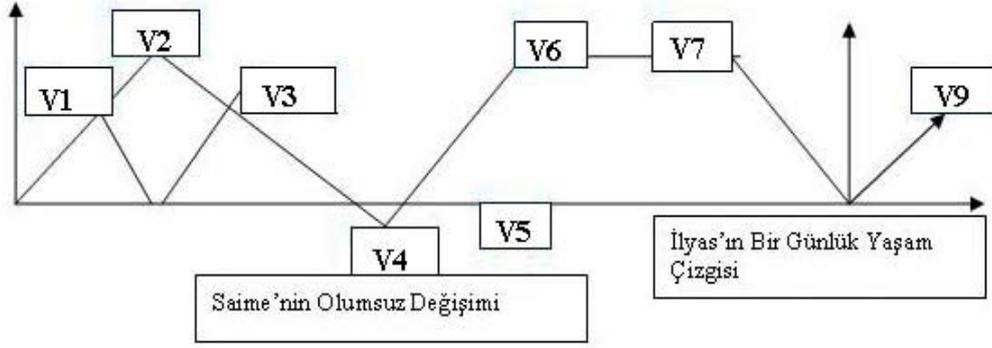 V2
V1
V3
V6
V7
V9
V5
V4
İlyas’ın Bir Günlük Yaşam
Çizgisi
Saime’nin Olumsuz Değişimi